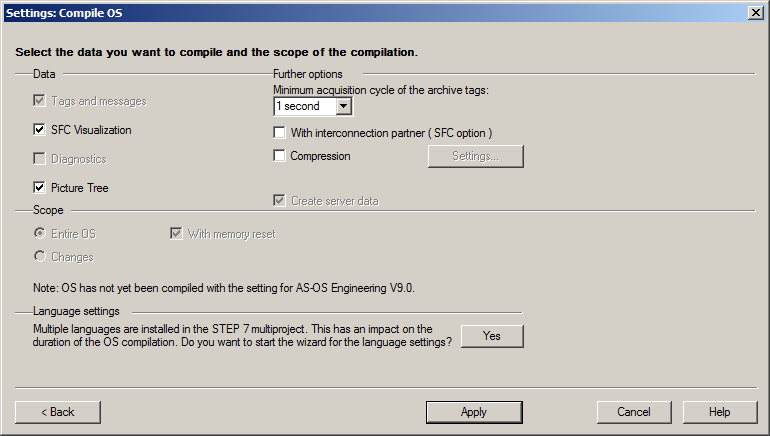 Settings: Compile OS
Select the data you want to compile and the scope of the compilation.
Data
Further options
Minimum acquisition cycle of the archive tags:
Tags and messages
1 second
SFC Visualization
With interconnection partner ( SFC option )
Diagnostics
Compression
Settings...
Picture Tree
Create server data
Scope
Entire OS
With memory reset
Changes
Note: OS has not yet been compiled with the setting for AS-OS Engineering V9.0.
Language settings
Multiple languages are installed in the STEP 7 multiproject. This has an impact on the
duration of the OS compilation. Do you want to start the wizard for the language settings?
Yes
< Back
Apply
Cancel
Help